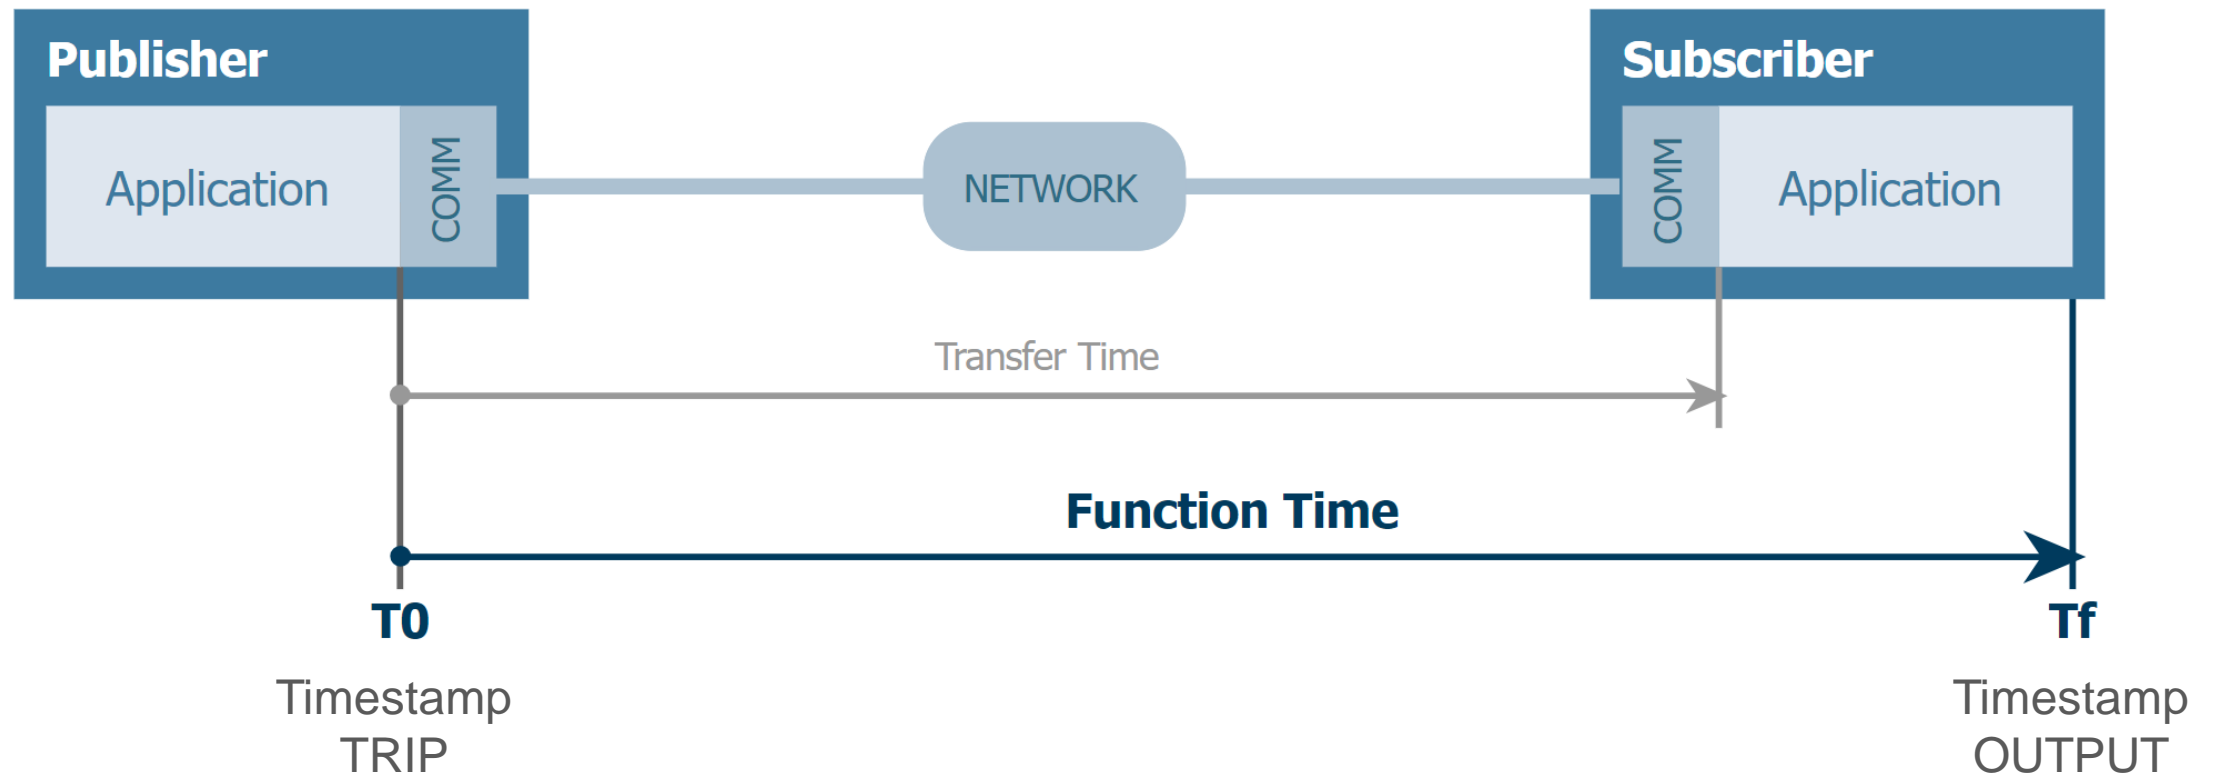 Publisher
Subscriber
Application
COMM
NETWORK
COMM
Application
Transfer Time
Function Time
T0
Tf
Timestamp
TRIP
Timestamp
OUTPUT